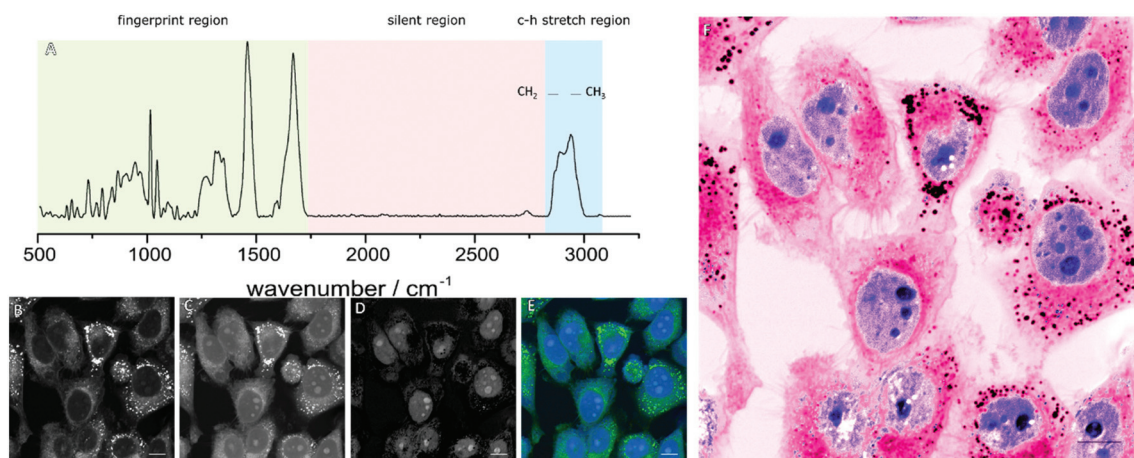 fingerprint region silent region c-h stretch region
A
CH₂ CH₃
500 1000 1500 2000 2500 3000
wavenumber / cm⁻¹
B C D E F